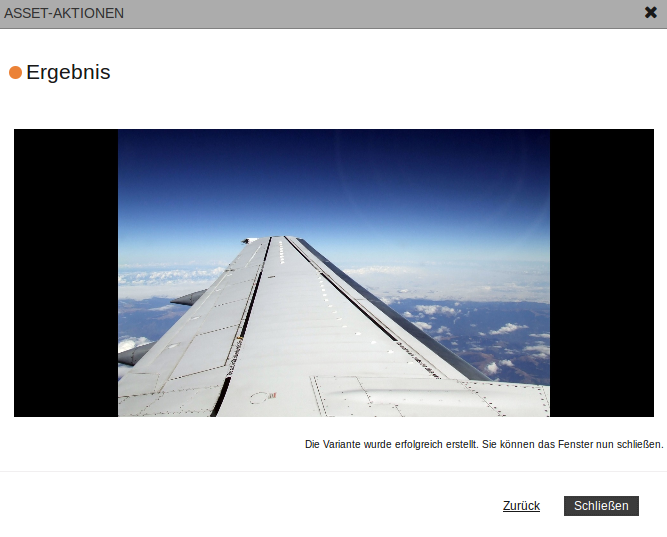 ASSET-AKTIONEN
Ergebnis
Die Variante wurde erfolgreich erstellt. Sie können das Fenster nun schließen.
Zurück
Schließen